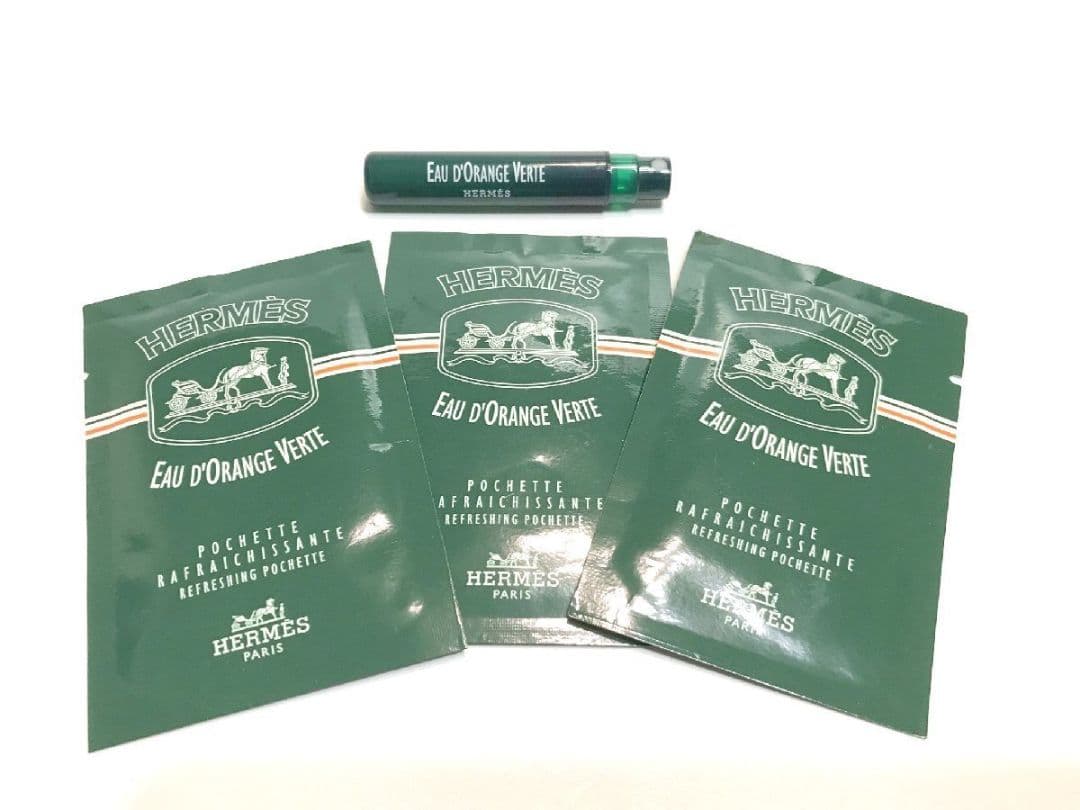 EAU D'ORANGE VERTE
HERMÈS
HERMÈS
EAU D'ORANGE VERTE
POCHETTE
RAFRAICHISSANTE
REFRESHING POCHETTE
HERMÈS
PARIS
HERMÈS
EAU D'ORANGE VERTE
POCHETTE
AFRAICHISSANTE
REFRESHING POCHETTE
HERMÈS
PARIS
HERMÈS
EAU D'ORANGE VERTE
POCHETTE
RAFRAICHISSANTE
REFRESHING POCHETTE
HERMÈS
PARIS